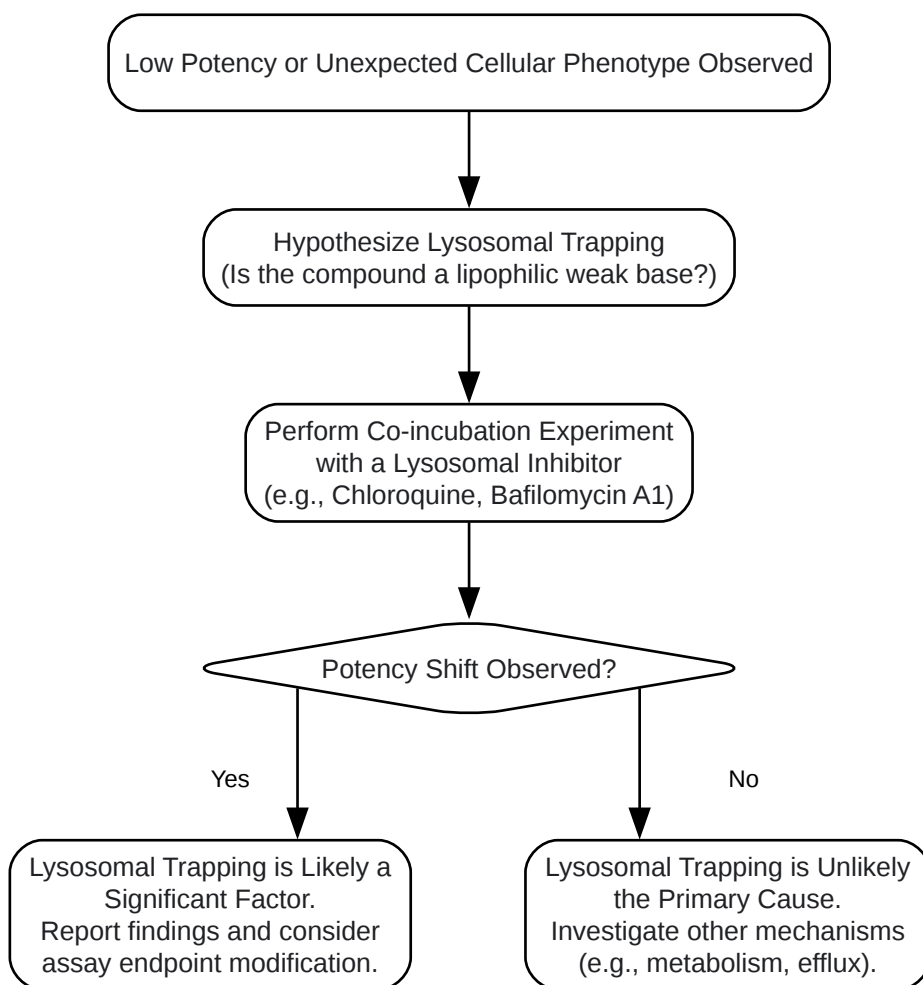 Low Potency or Unexpected Cellular Phenotype Observed
Hypothesize Lysosomal Trapping
(Is the compound a lipophilic weak base?)
Perform Co-incubation Experiment
with a Lysosomal Inhibitor
(e.g., Chloroquine, Bafilomycin A1)
Potency Shift Observed?
Yes
No
Lysosomal Trapping is Likely a
Significant Factor.
Report findings and consider
assay endpoint modification.
Lysosomal Trapping is Unlikely
the Primary Cause.
Investigate other mechanisms
(e.g., metabolism, efflux).